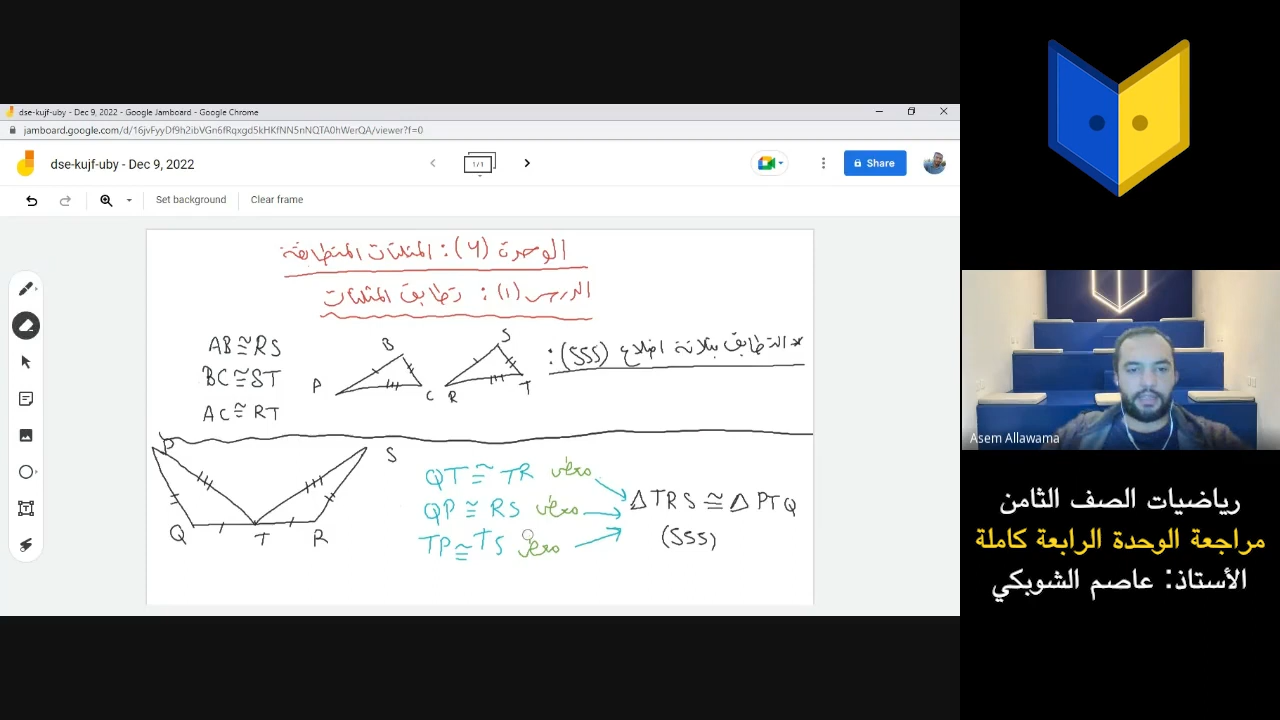 dse-kujf-uby - Dec 9, 2022 - Google Jamboard - Google Chrome
jamboard.google.com/d/16jvFyyDf9h2ibVGn6fRqxgd5kHKfNN5nNQTA0hWerQA/viewer?f=0
dse-kujf-uby - Dec 9, 2022
1/1
Share
Set background
Clear frame
الوحدة (٤): المثلثات المتطابقة
الدرس (١): تطابق المثلثات
* التطابق بثلاثة اضلاع (SSS):
AB≅RS
BC≅ST
AC≅RT
A B C R S T
P S Q T R
QT≅TR معطى
QP≅RS معطى
TP≅TS معطى
△TRS≅△PTQ
(SSS)
Asem Allawama
رياضيات الصف الثامن
مراجعة الوحدة الرابعة كاملة
الأستاذ: عاصم الشوبكي